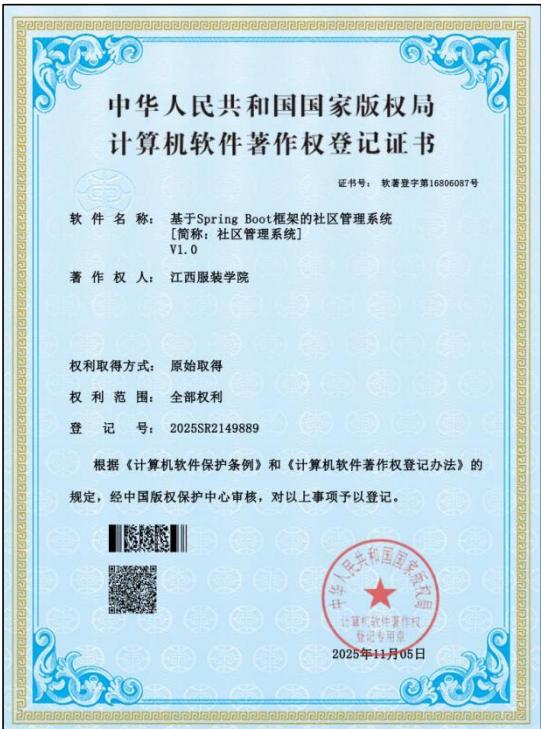 中华人民共和国国家版权局
计算机软件著作权登记证书
证书号： 软著登字第16806087号
软 件 名 称： 基于Spring Boot框架的社区管理系统
[简称：社区管理系统]
V1.0
著 作 权 人： 江西服装学院
权利取得方式： 原始取得
权 利 范 围： 全部权利
登 记 号： 2025SR2149889
根据《计算机软件保护条例》和《计算机软件著作权登记办法》的
规定，经中国版权保护中心审核，对以上事项予以登记。
中华人民共和国国家版权局
计算机软件著作权
登记专用章
2025年11月05日